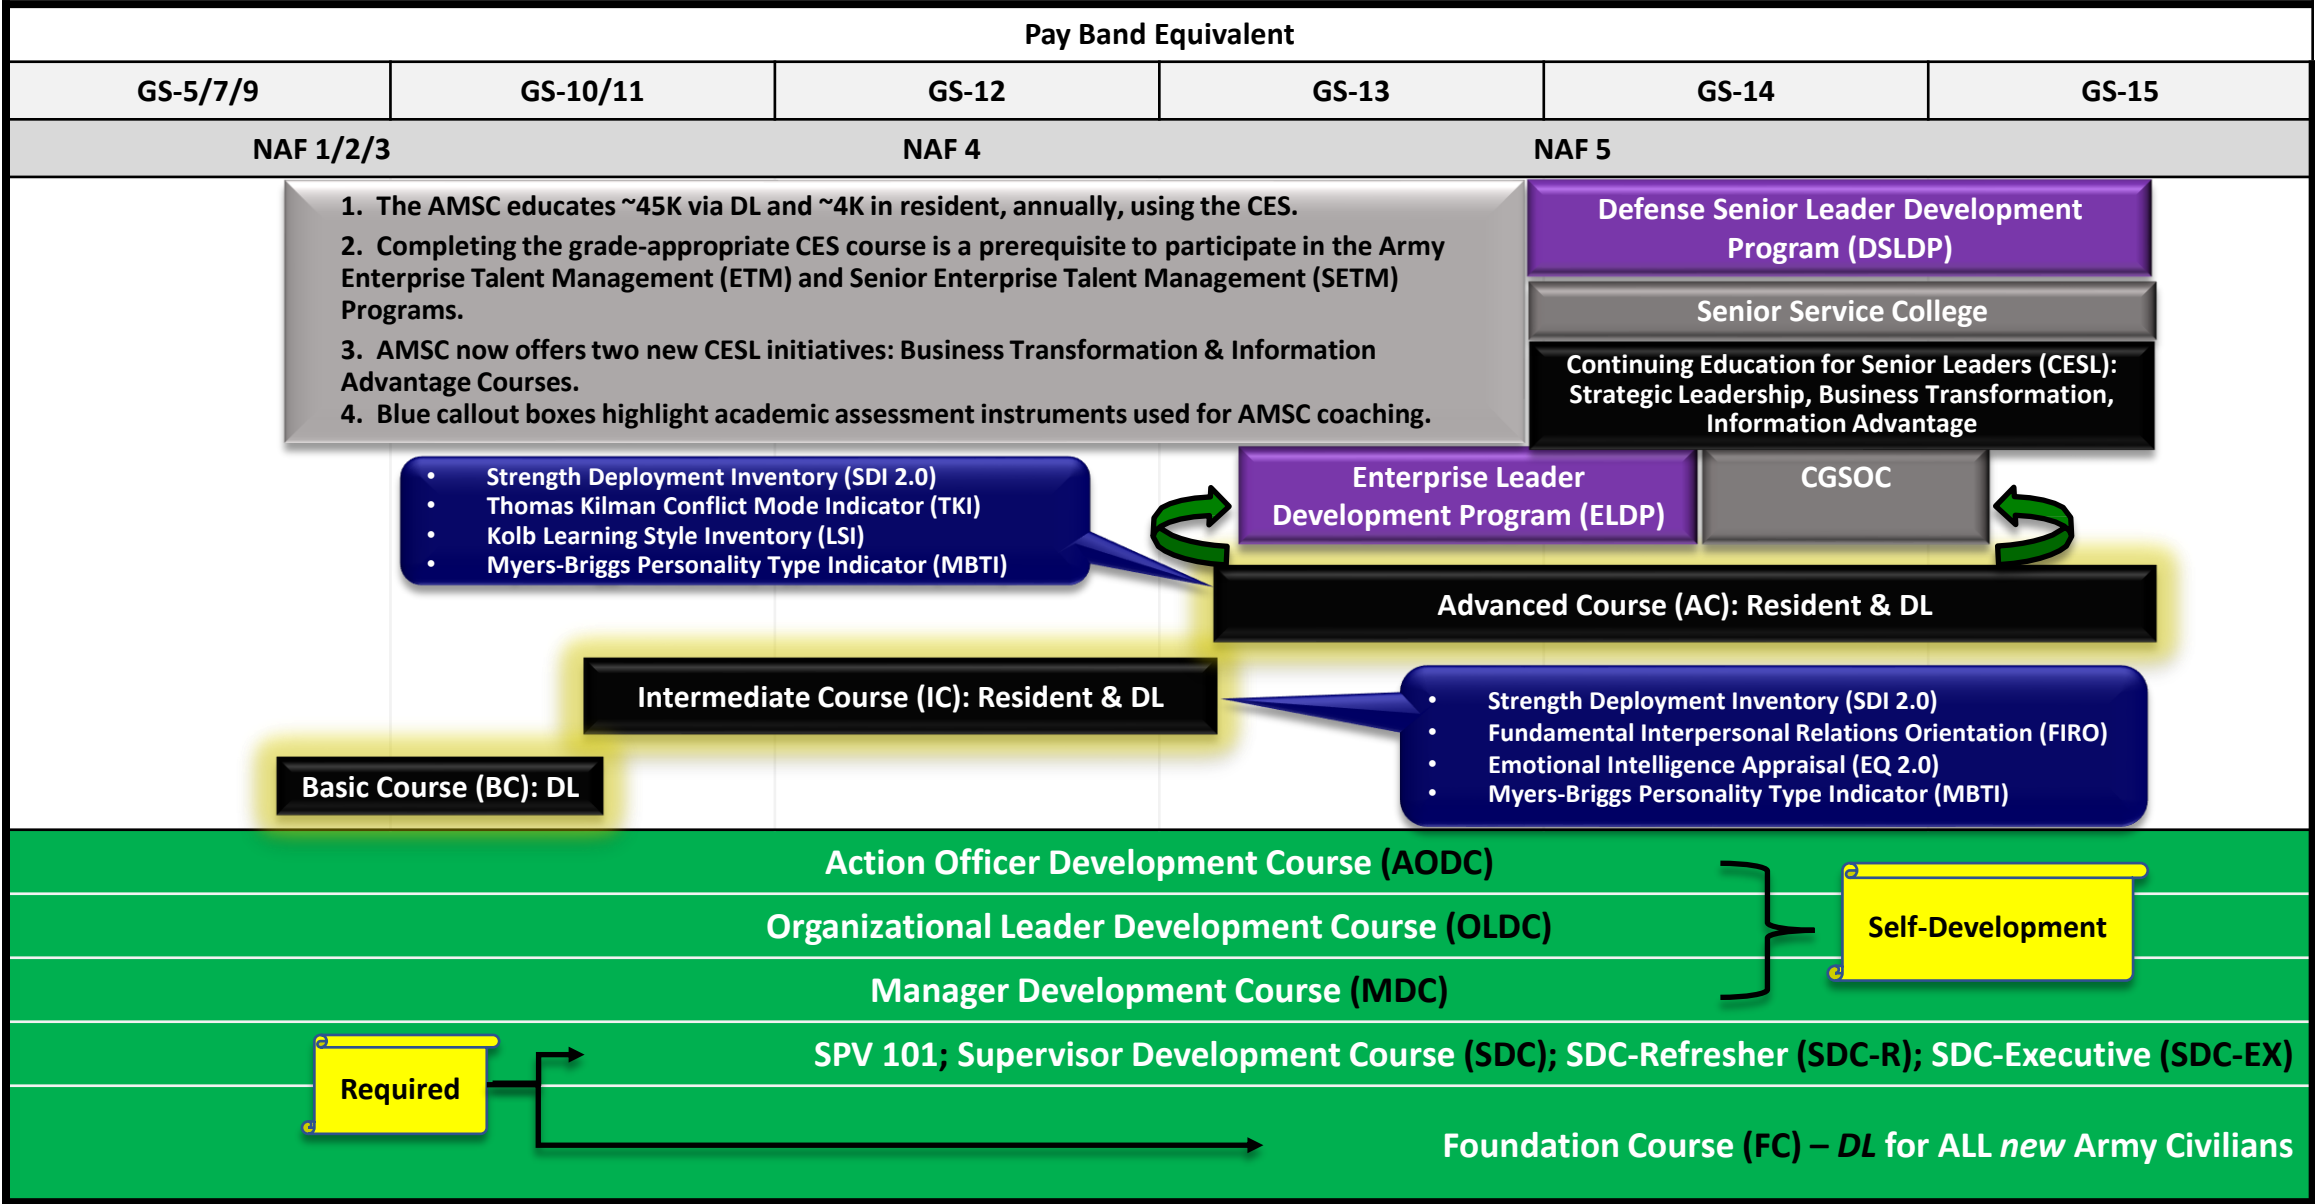 Pay Band Equivalent
GS-5/7/9
GS-10/11
GS-12
GS-13
GS-14
GS-15
NAF 1/2/3
NAF 4
NAF 5
1. The AMSC educates ~45K via DL and ~4K in resident, annually, using the CES.
2. Completing the grade-appropriate CES course is a prerequisite to participate in the Army
Enterprise Talent Management (ETM) and Senior Enterprise Talent Management (SETM)
Programs.
3. AMSC now offers two new CESL initiatives: Business Transformation & Information
Advantage Courses.
4. Blue callout boxes highlight academic assessment instruments used for AMSC coaching.
Defense Senior Leader Development
Program (DSLDP)
Senior Service College
Continuing Education for Senior Leaders (CESL):
Strategic Leadership, Business Transformation,
Information Advantage
• Strength Deployment Inventory (SDI 2.0)
• Thomas Kilman Conflict Mode Indicator (TKI)
• Kolb Learning Style Inventory (LSI)
• Myers-Briggs Personality Type Indicator (MBTI)
Enterprise Leader
Development Program (ELDP)
CGSOC
Advanced Course (AC): Resident & DL
Intermediate Course (IC): Resident & DL
• Strength Deployment Inventory (SDI 2.0)
• Fundamental Interpersonal Relations Orientation (FIRO)
• Emotional Intelligence Appraisal (EQ 2.0)
• Myers-Briggs Personality Type Indicator (MBTI)
Basic Course (BC): DL
Action Officer Development Course (AODC)
Organizational Leader Development Course (OLDC)
Manager Development Course (MDC)
Self-Development
SPV 101; Supervisor Development Course (SDC); SDC-Refresher (SDC-R); SDC-Executive (SDC-EX)
Required
Foundation Course (FC) – DL for ALL new Army Civilians